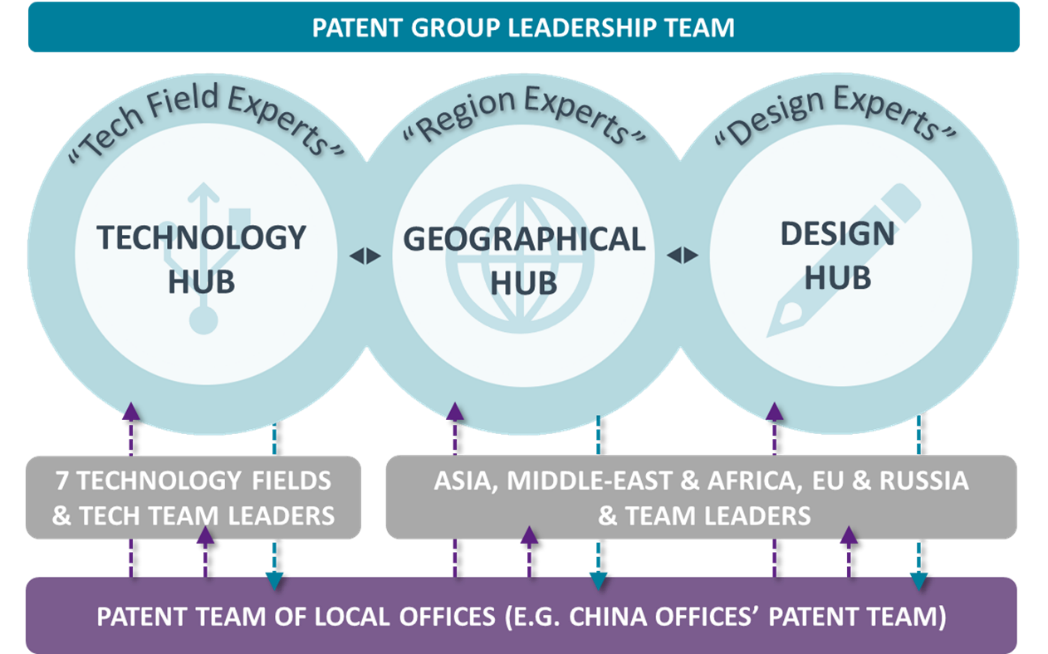 PATENT GROUP LEADERSHIP TEAM
“Tech Field Experts”
“Region Experts”
“Design Experts”
TECHNOLOGY
HUB
GEOGRAPHICAL
HUB
DESIGN
HUB
7 TECHNOLOGY FIELDS
& TECH TEAM LEADERS
ASIA, MIDDLE-EAST & AFRICA, EU & RUSSIA
& TEAM LEADERS
PATENT TEAM OF LOCAL OFFICES (E.G. CHINA OFFICES’ PATENT TEAM)